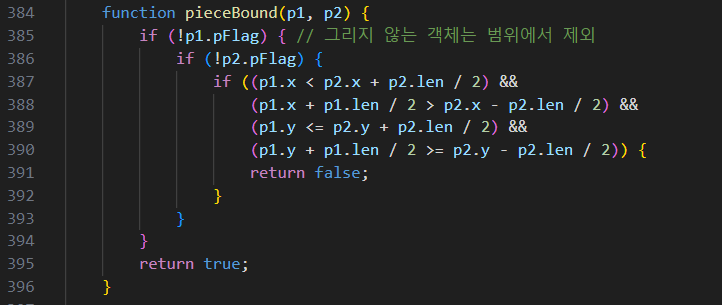 384 function pieceBound(p1, p2) {
385 if (!p1.pFlag) { // 그리지 않는 객체는 범위에서 제외
386 if (!p2.pFlag) {
387 if ((p1.x < p2.x + p2.len / 2) &&
388 (p1.x + p1.len / 2 > p2.x - p2.len / 2) &&
389 (p1.y <= p2.y + p2.len / 2) &&
390 (p1.y + p1.len / 2 >= p2.y - p2.len / 2)) {
391 return false;
392 }
393 }
394 }
395 return true;
396 }